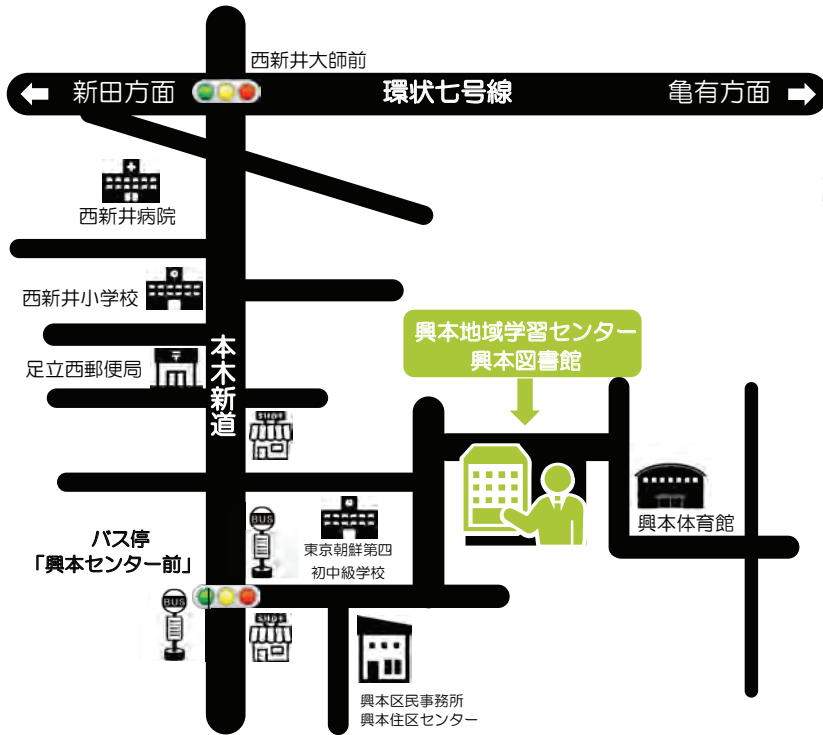 西新井大師前
新田方面
環状七号線
亀有方面
西新井病院
西新井小学校
興本地域学習センター
興本図書館
足立西郵便局
本木新道
SHOP
興本体育館
BUS
バス停
「興本センター前」
東京朝鮮第四
初中級学校
BUS
SHOP
興本区民事務所
興本住区センター